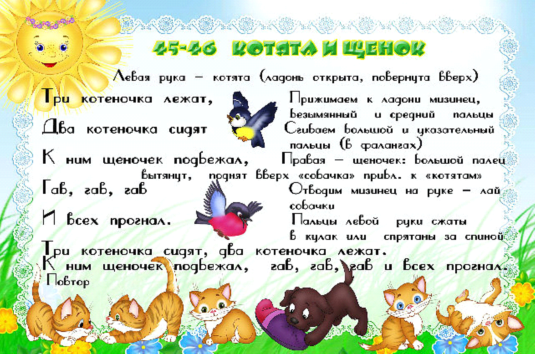 45-46 КОТЯТА И ЩЕНОК
Левая рука – котята (ладонь открыта, повернута вверх)
Три котеночка лежат, Прижимаем к ладони мизинец, безымянный и средний пальцы
Два котеночка сидят Сгибаем большой и указательный пальцы (в фалангах)
К ним щеночек подбежал, Правая – щеночек: большой палец
вытянут, поднят вверх «собачка» прибл. к «котятам»
Гав, гав, гав Отводим мизинец на руке – лай собачки
И всех прогнал. Пальцы левой руки сжаты
в кулак или спрятаны за спиной
Три котеночка сидят, два котеночка лежат.
К ним щеночек подбежал, гав, гав, гав и всех прогнал.
Повтор